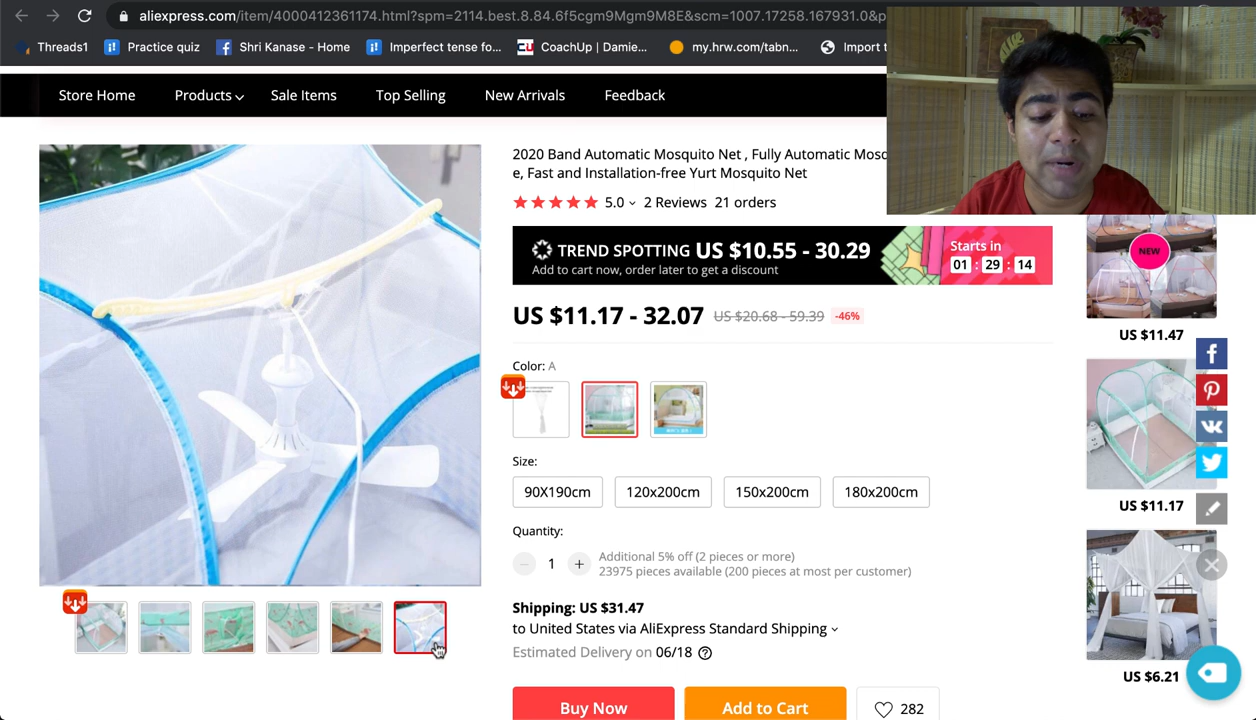 aliexpress.com/item/4000412361174.html?spm=2114.best.8.84.6f5cgm9Mgm9M8E&scm=1007.17258.167931.0&p
Threads1 Practice quiz Shri Kanase - Home Imperfect tense fo... CoachUp | Damie... my.hrw.com/tabn... Import t
Store Home Products Sale Items Top Selling New Arrivals Feedback
2020 Band Automatic Mosquito Net , Fully Automatic Mosq
e, Fast and Installation-free Yurt Mosquito Net
5.0 2 Reviews 21 orders
TREND SPOTTING US $10.55 - 30.29
Add to cart now, order later to get a discount
Starts in
01 : 29 : 14
US $11.17 - 32.07 US $20.68 - 59.39 -46%
Color: A
Size:
90X190cm 120x200cm 150x200cm 180x200cm
Quantity:
1
Additional 5% off (2 pieces or more)
23975 pieces available (200 pieces at most per customer)
Shipping: US $31.47
to United States via AliExpress Standard Shipping
Estimated Delivery on 06/18
Buy Now Add to Cart 282
NEW
US $11.47
US $11.17
US $6.21